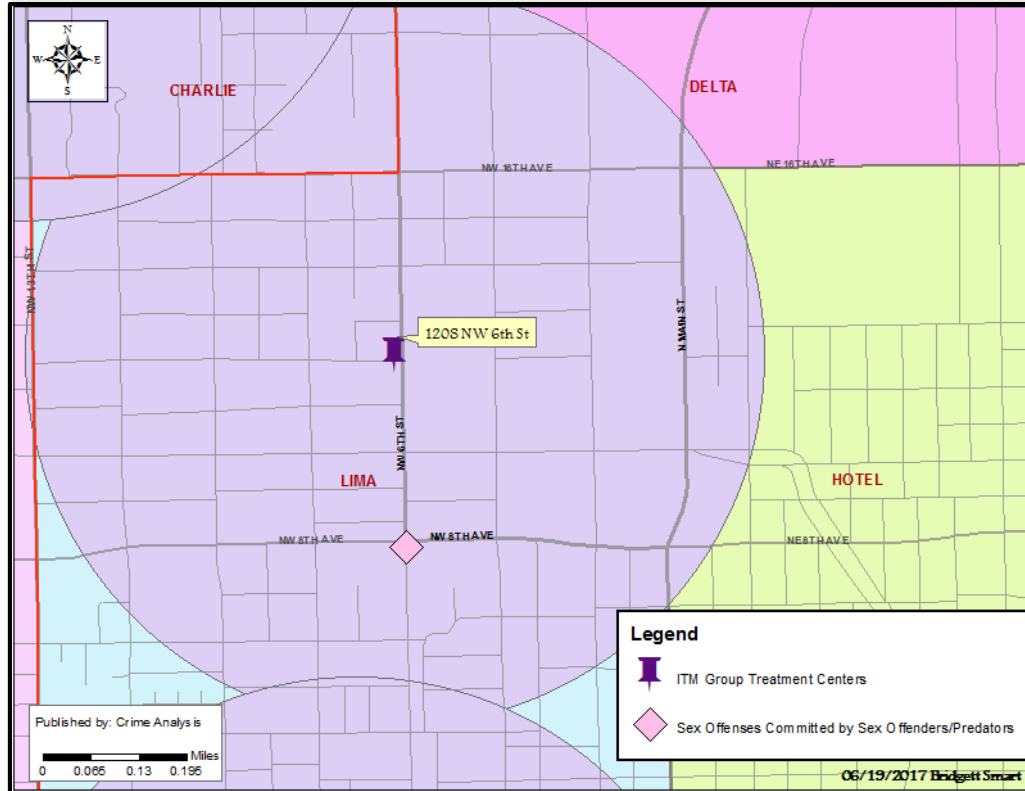 N
W E
S
CHARLIE
DELTA
NW 16TH AVE
NE 16TH AVE
NW 13TH ST
1208 NW 6th St
N MAIN ST
NW 6TH ST
LIMA
HOTEL
NW 8TH AVE
NW 8TH AVE
NE 8TH AVE
Legend
ITM Group Treatment Centers
Sex Offenses Committed by Sex Offenders/Predators
Published by: Crime Analysis
Miles
0 0.065 0.13 0.195
06/19/2017 Bridgett Smart